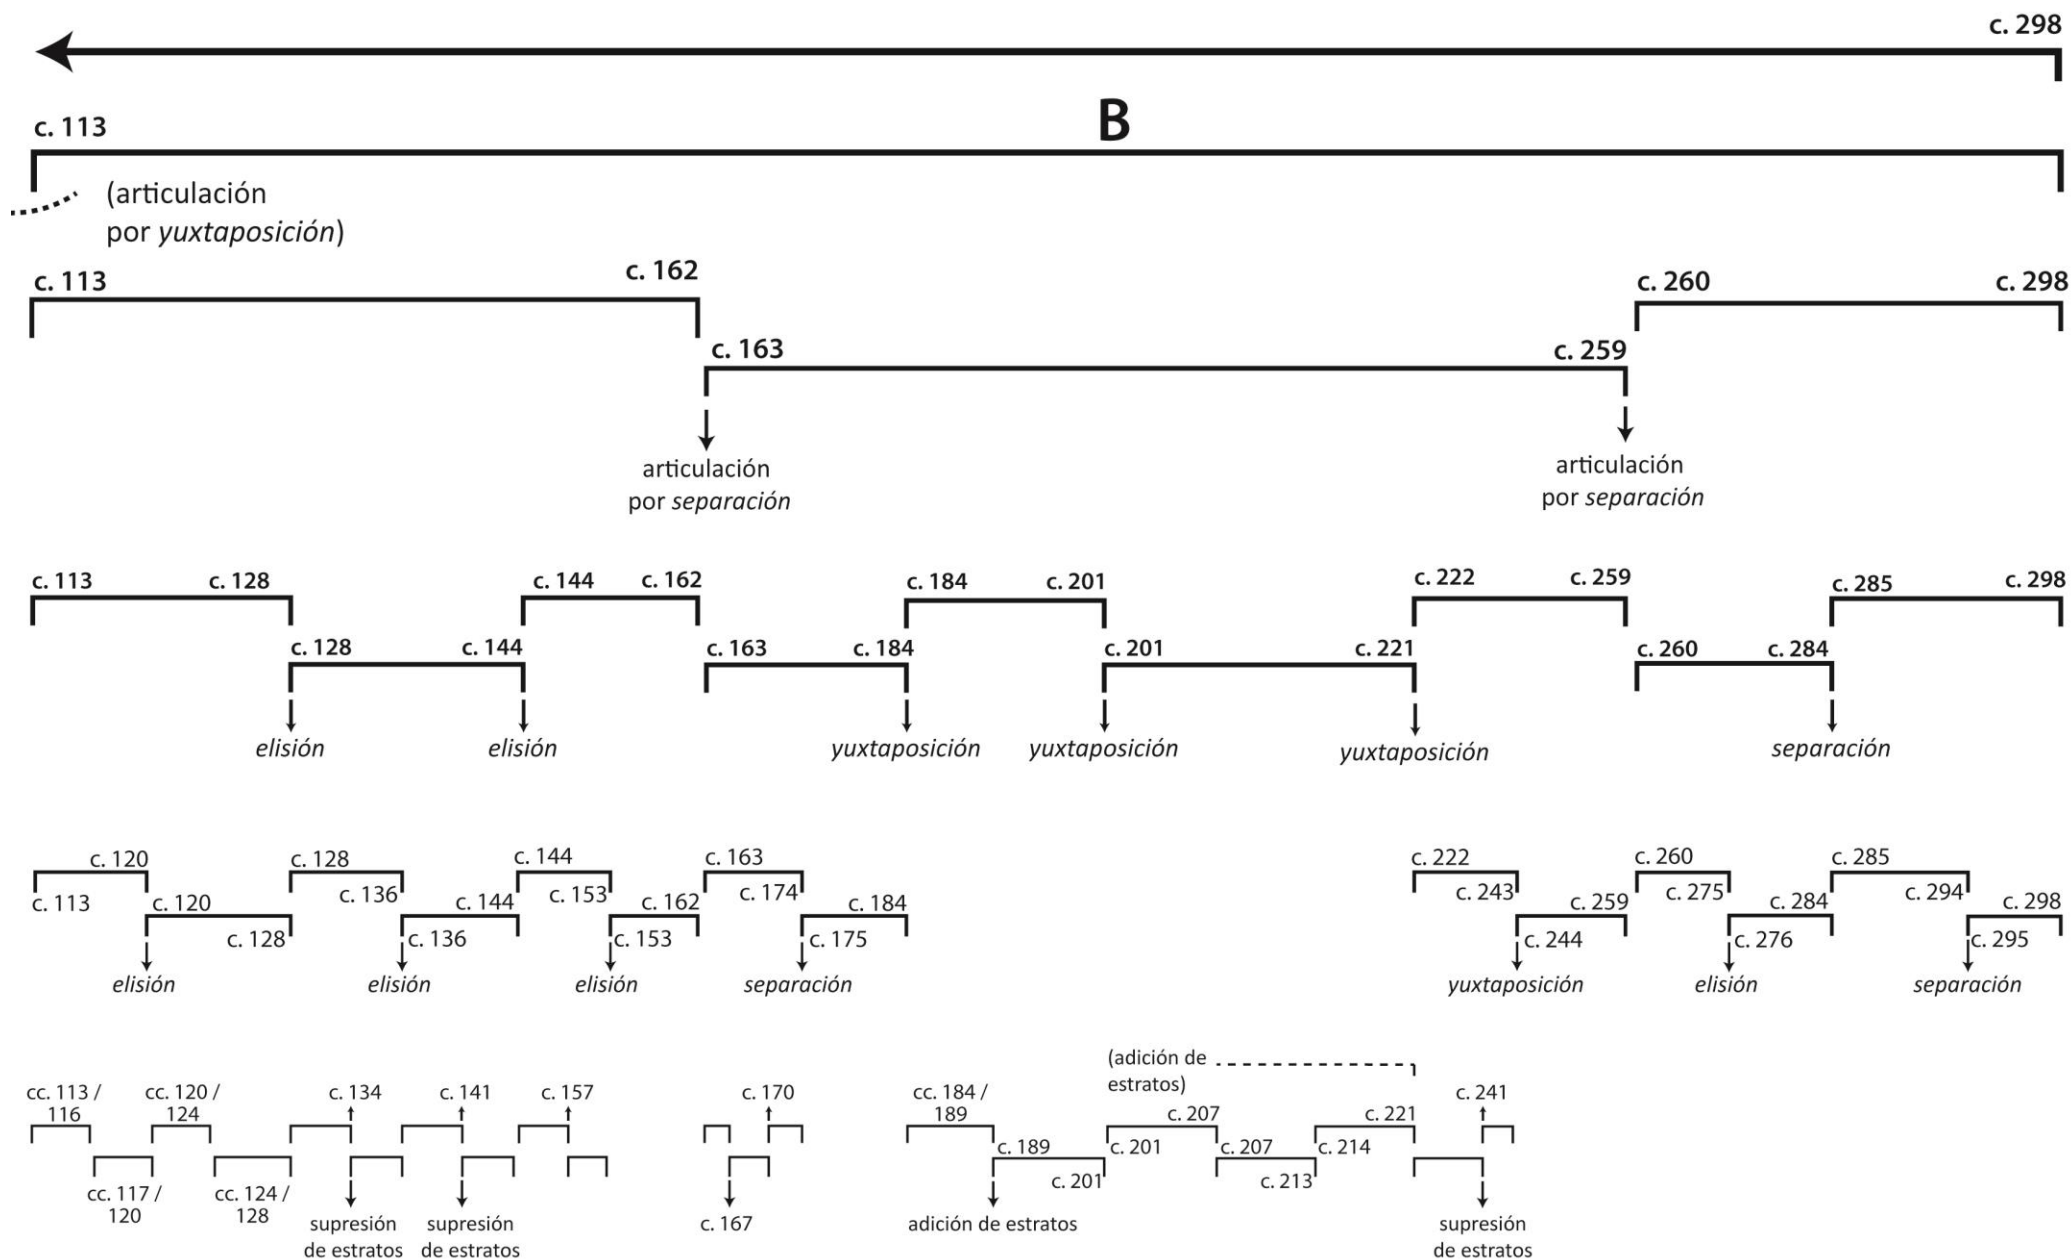 c. 298
B
c. 113
(articulación
por yuxtaposición)
c. 113
c. 162
c. 260
c. 298
c. 163
c. 259
articulación
por separación
articulación
por separación
c. 113
c. 128
c. 144
c. 162
c. 184
c. 201
c. 222
c. 259
c. 285
c. 298
c. 128
c. 144
c. 163
c. 184
c. 201
c. 221
c. 260
c. 284
elisión
elisión
yuxtaposición
yuxtaposición
yuxtaposición
separación
c. 120
c. 128
c. 144
c. 163
c. 222
c. 260
c. 285
c. 113
c. 120
c. 136
c. 144
c. 153
c. 162
c. 174
c. 184
c. 243
c. 259
c. 275
c. 284
c. 294
c. 298
c. 128
c. 136
c. 153
c. 175
c. 244
c. 276
c. 295
elisión
elisión
elisión
separación
yuxtaposición
elisión
separación
(adición de
estratos)
cc. 113 /
116
cc. 120 /
124
c. 134
c. 141
c. 157
c. 170
cc. 184 /
189
c. 207
c. 221
c. 241
c. 189
c. 201
c. 207
c. 214
c. 201
c. 213
cc. 117 /
120
cc. 124 /
128
supresión
de estratos
supresión
de estratos
c. 167
adición de estratos
supresión
de estratos